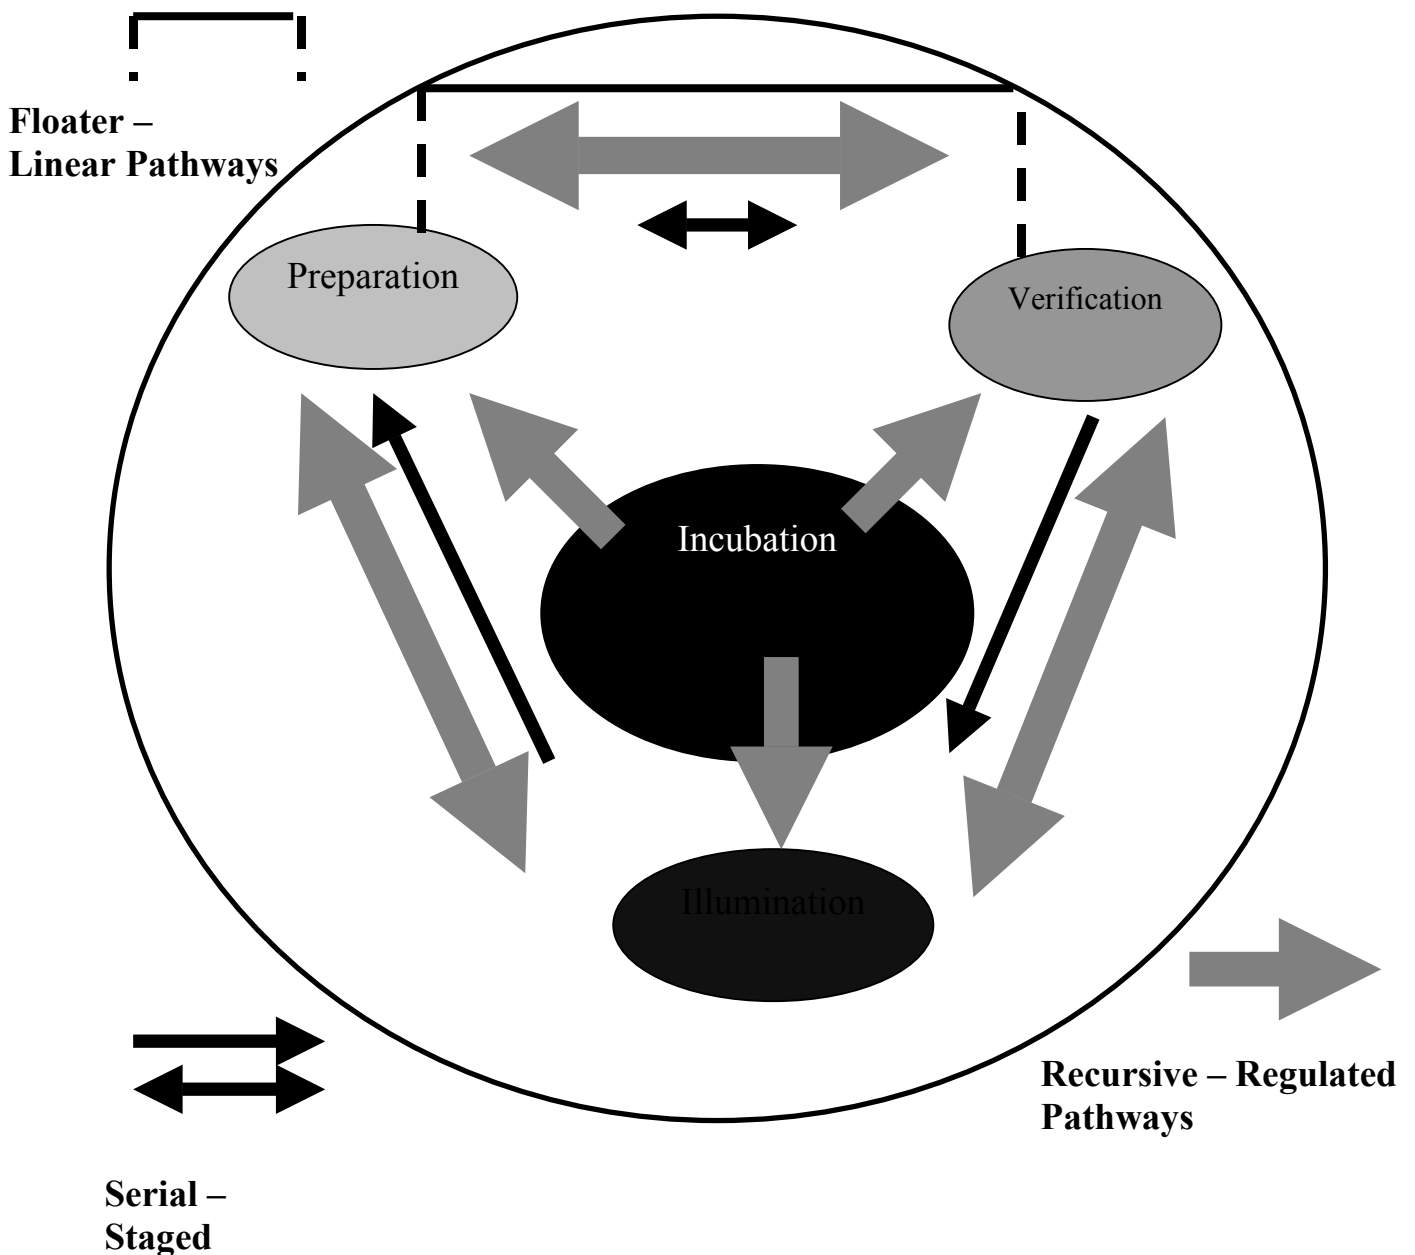 Floater –
Linear Pathways
Preparation
Verification
Incubation
Illumination
Recursive – Regulated
Pathways
Serial –
Staged